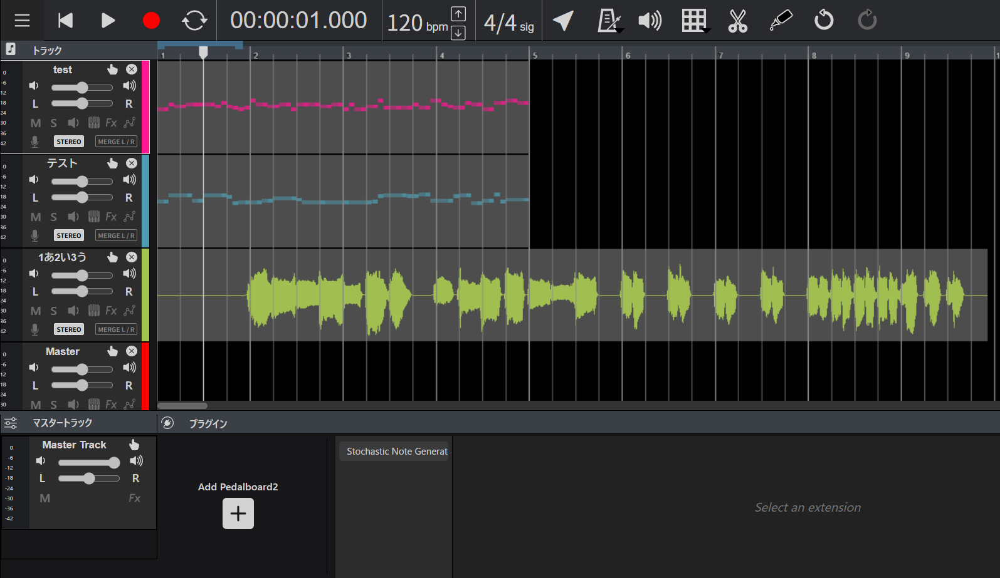 00:00:01.000
120 bpm
4/4 sig
トラック
1 2 3 4 5 6 7 8 9 1
test
0
-6
12
18
24
30
36
42
L R
M S Fx
STEREO MERGE L / R
テスト
0
-6
12
18
24
30
36
42
L R
M S Fx
STEREO MERGE L / R
1あ2い3う
0
-6
12
18
24
30
36
42
L R
M S Fx
STEREO MERGE L / R
Master
0
-6
12
18
24
30
L R
M S Fx
マスタートラック
プラグイン
Master Track
0
-6
-12
-18
-24
-30
-36
-42
L R
M Fx
Add Pedalboard2
Stochastic Note Generat
Select an extension